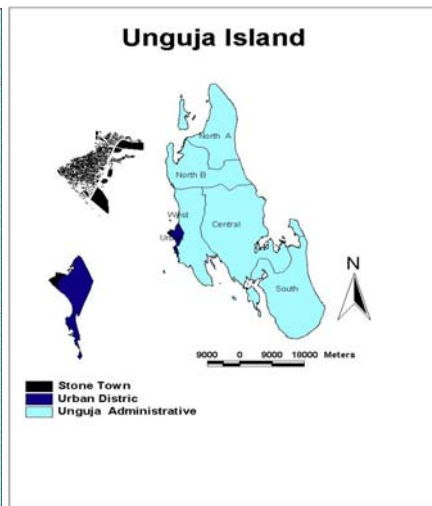 Unguja Island
North A
North B
West
Central
South
N
9000 0 9000 18000 Meters
Stone Town
Urban Distric
Unguja Administrative